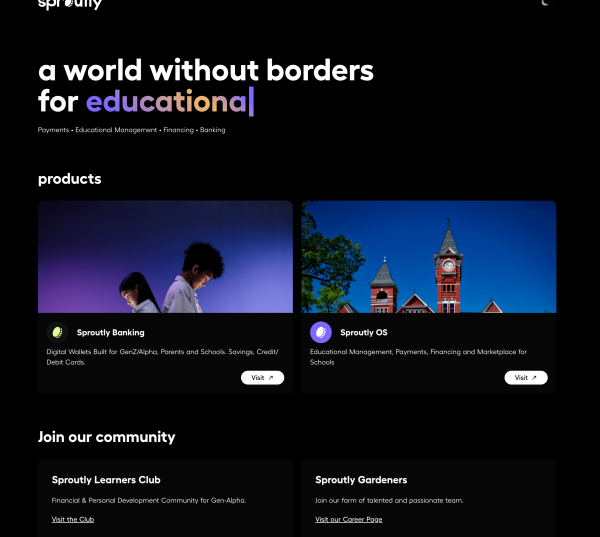 sproutly
a world without borders
for educational
Payments • Educational Management • Financing • Banking
products
Sproutly Banking
Digital Wallets Built for GenZ/Alpha, Parents and Schools. Savings, Credit/
Debit Cards.
Visit ↗
Sproutly OS
Educational Management, Payments, Financing and Marketplace for
Schools
Visit ↗
Join our community
Sproutly Learners Club
Financial & Personal Development Community for Gen-Alpha.
Visit the Club
Sproutly Gardeners
Join our farm of talented and passionate team.
Visit our Career Page